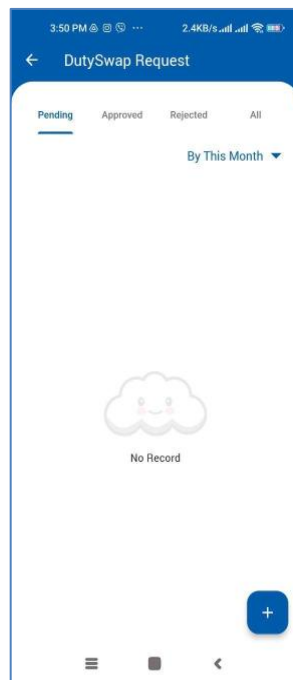 3:50 PM ... 2.4KB/s
DutySwap Request
Pending Approved Rejected All
By This Month
No Record
+